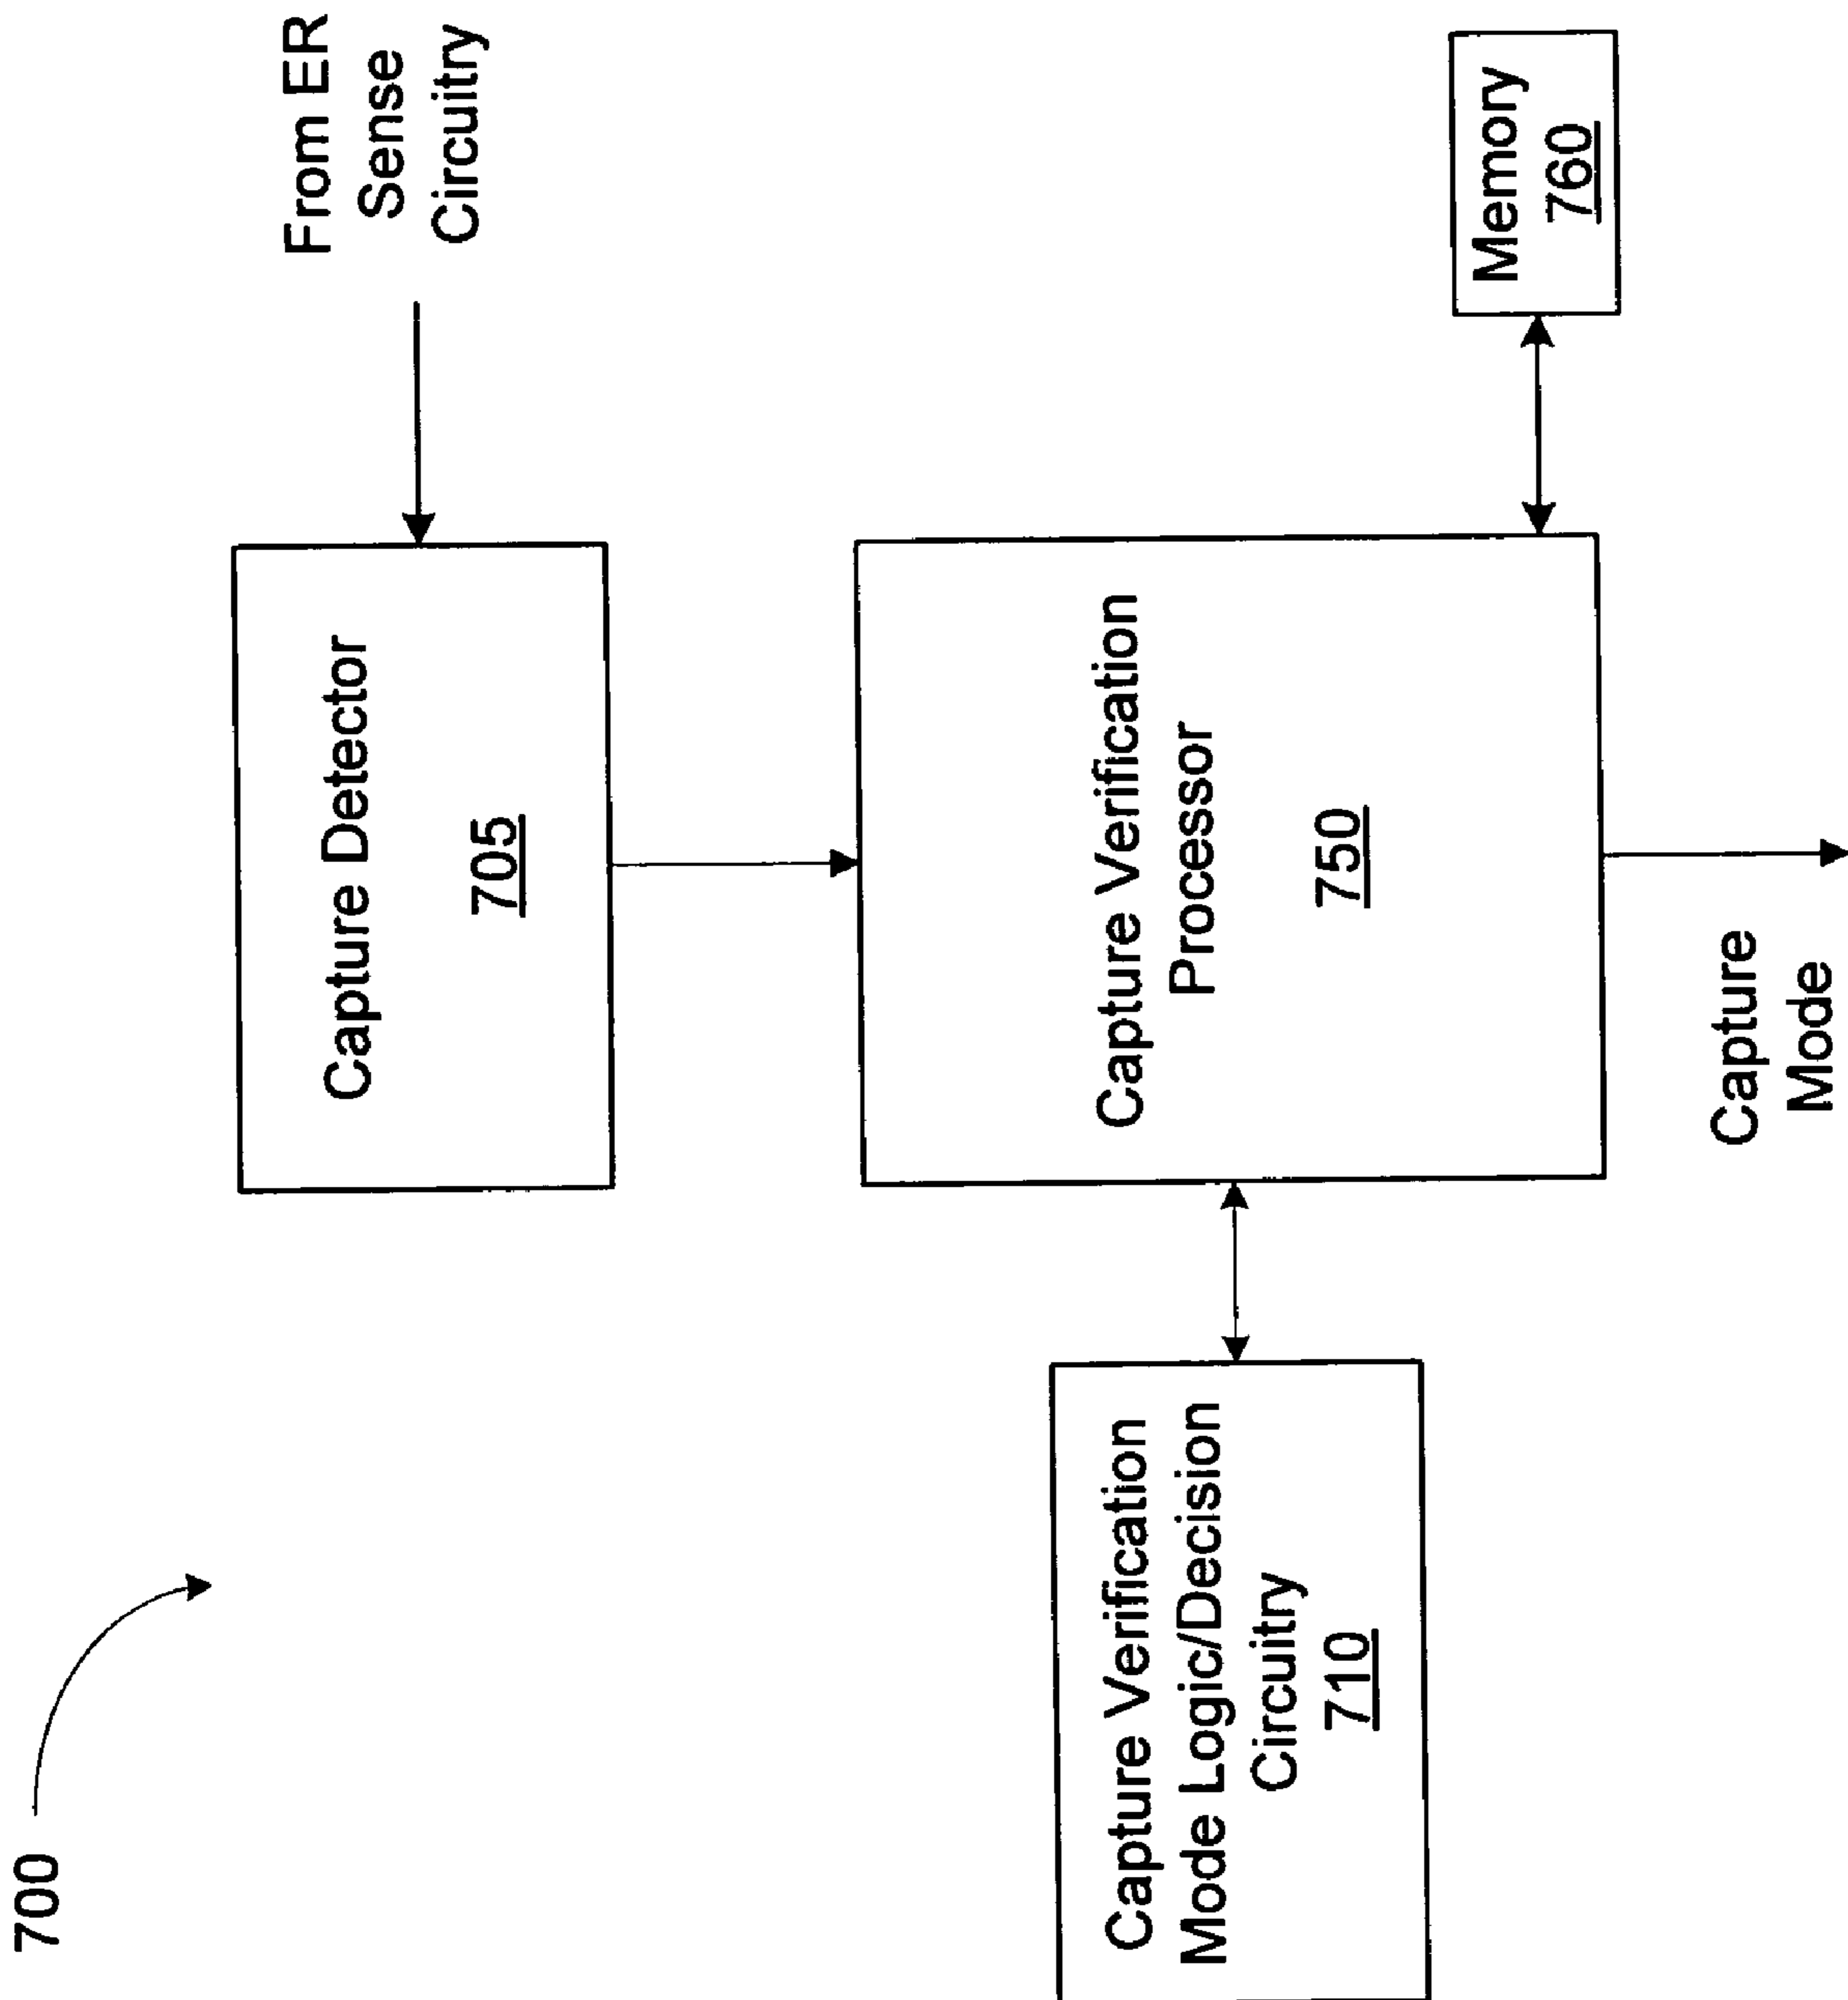 700
From ER
Sense
Circuitry
Capture Detector
705
Capture Verification
Processor
750
Capture Verification
Mode Logic/Decision
Circuitry
710
Memory
760
Capture
Mode